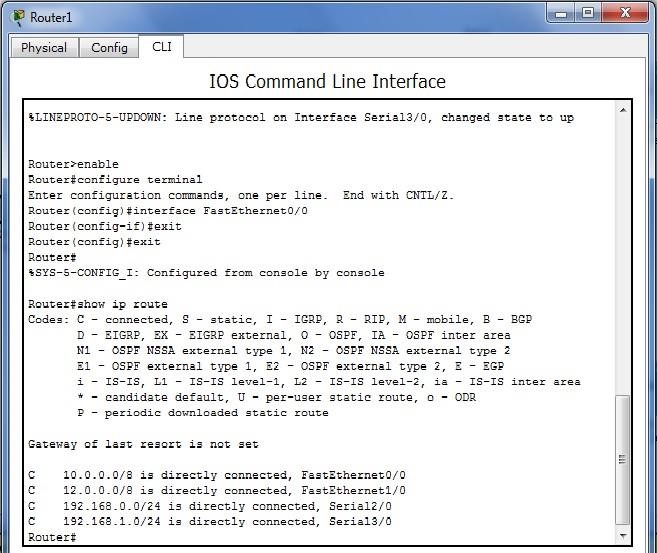 Router1
Physical Config CLI
IOS Command Line Interface
%LINEPROTO-5-UPDOWN: Line protocol on Interface Serial3/0, changed state to up
Router>enable
Router#configure terminal
Enter configuration commands, one per line.  End with CNTL/Z.
Router(config)#interface FastEthernet0/0
Router(config-if)#exit
Router(config)#exit
Router#
%SYS-5-CONFIG_I: Configured from console by console
Router#show ip route
Codes: C - connected, S - static, I - IGRP, R - RIP, M - mobile, B - BGP
       D - EIGRP, EX - EIGRP external, O - OSPF, IA - OSPF inter area
       N1 - OSPF NSSA external type 1, N2 - OSPF NSSA external type 2
       E1 - OSPF external type 1, E2 - OSPF external type 2, E - EGP
       i - IS-IS, L1 - IS-IS level-1, L2 - IS-IS level-2, ia - IS-IS inter area
       * - candidate default, U - per-user static route, o - ODR
       P - periodic downloaded static route
Gateway of last resort is not set
C    10.0.0.0/8 is directly connected, FastEthernet0/0
C    12.0.0.0/8 is directly connected, FastEthernet1/0
C    192.168.0.0/24 is directly connected, Serial2/0
C    192.168.1.0/24 is directly connected, Serial3/0
Router#